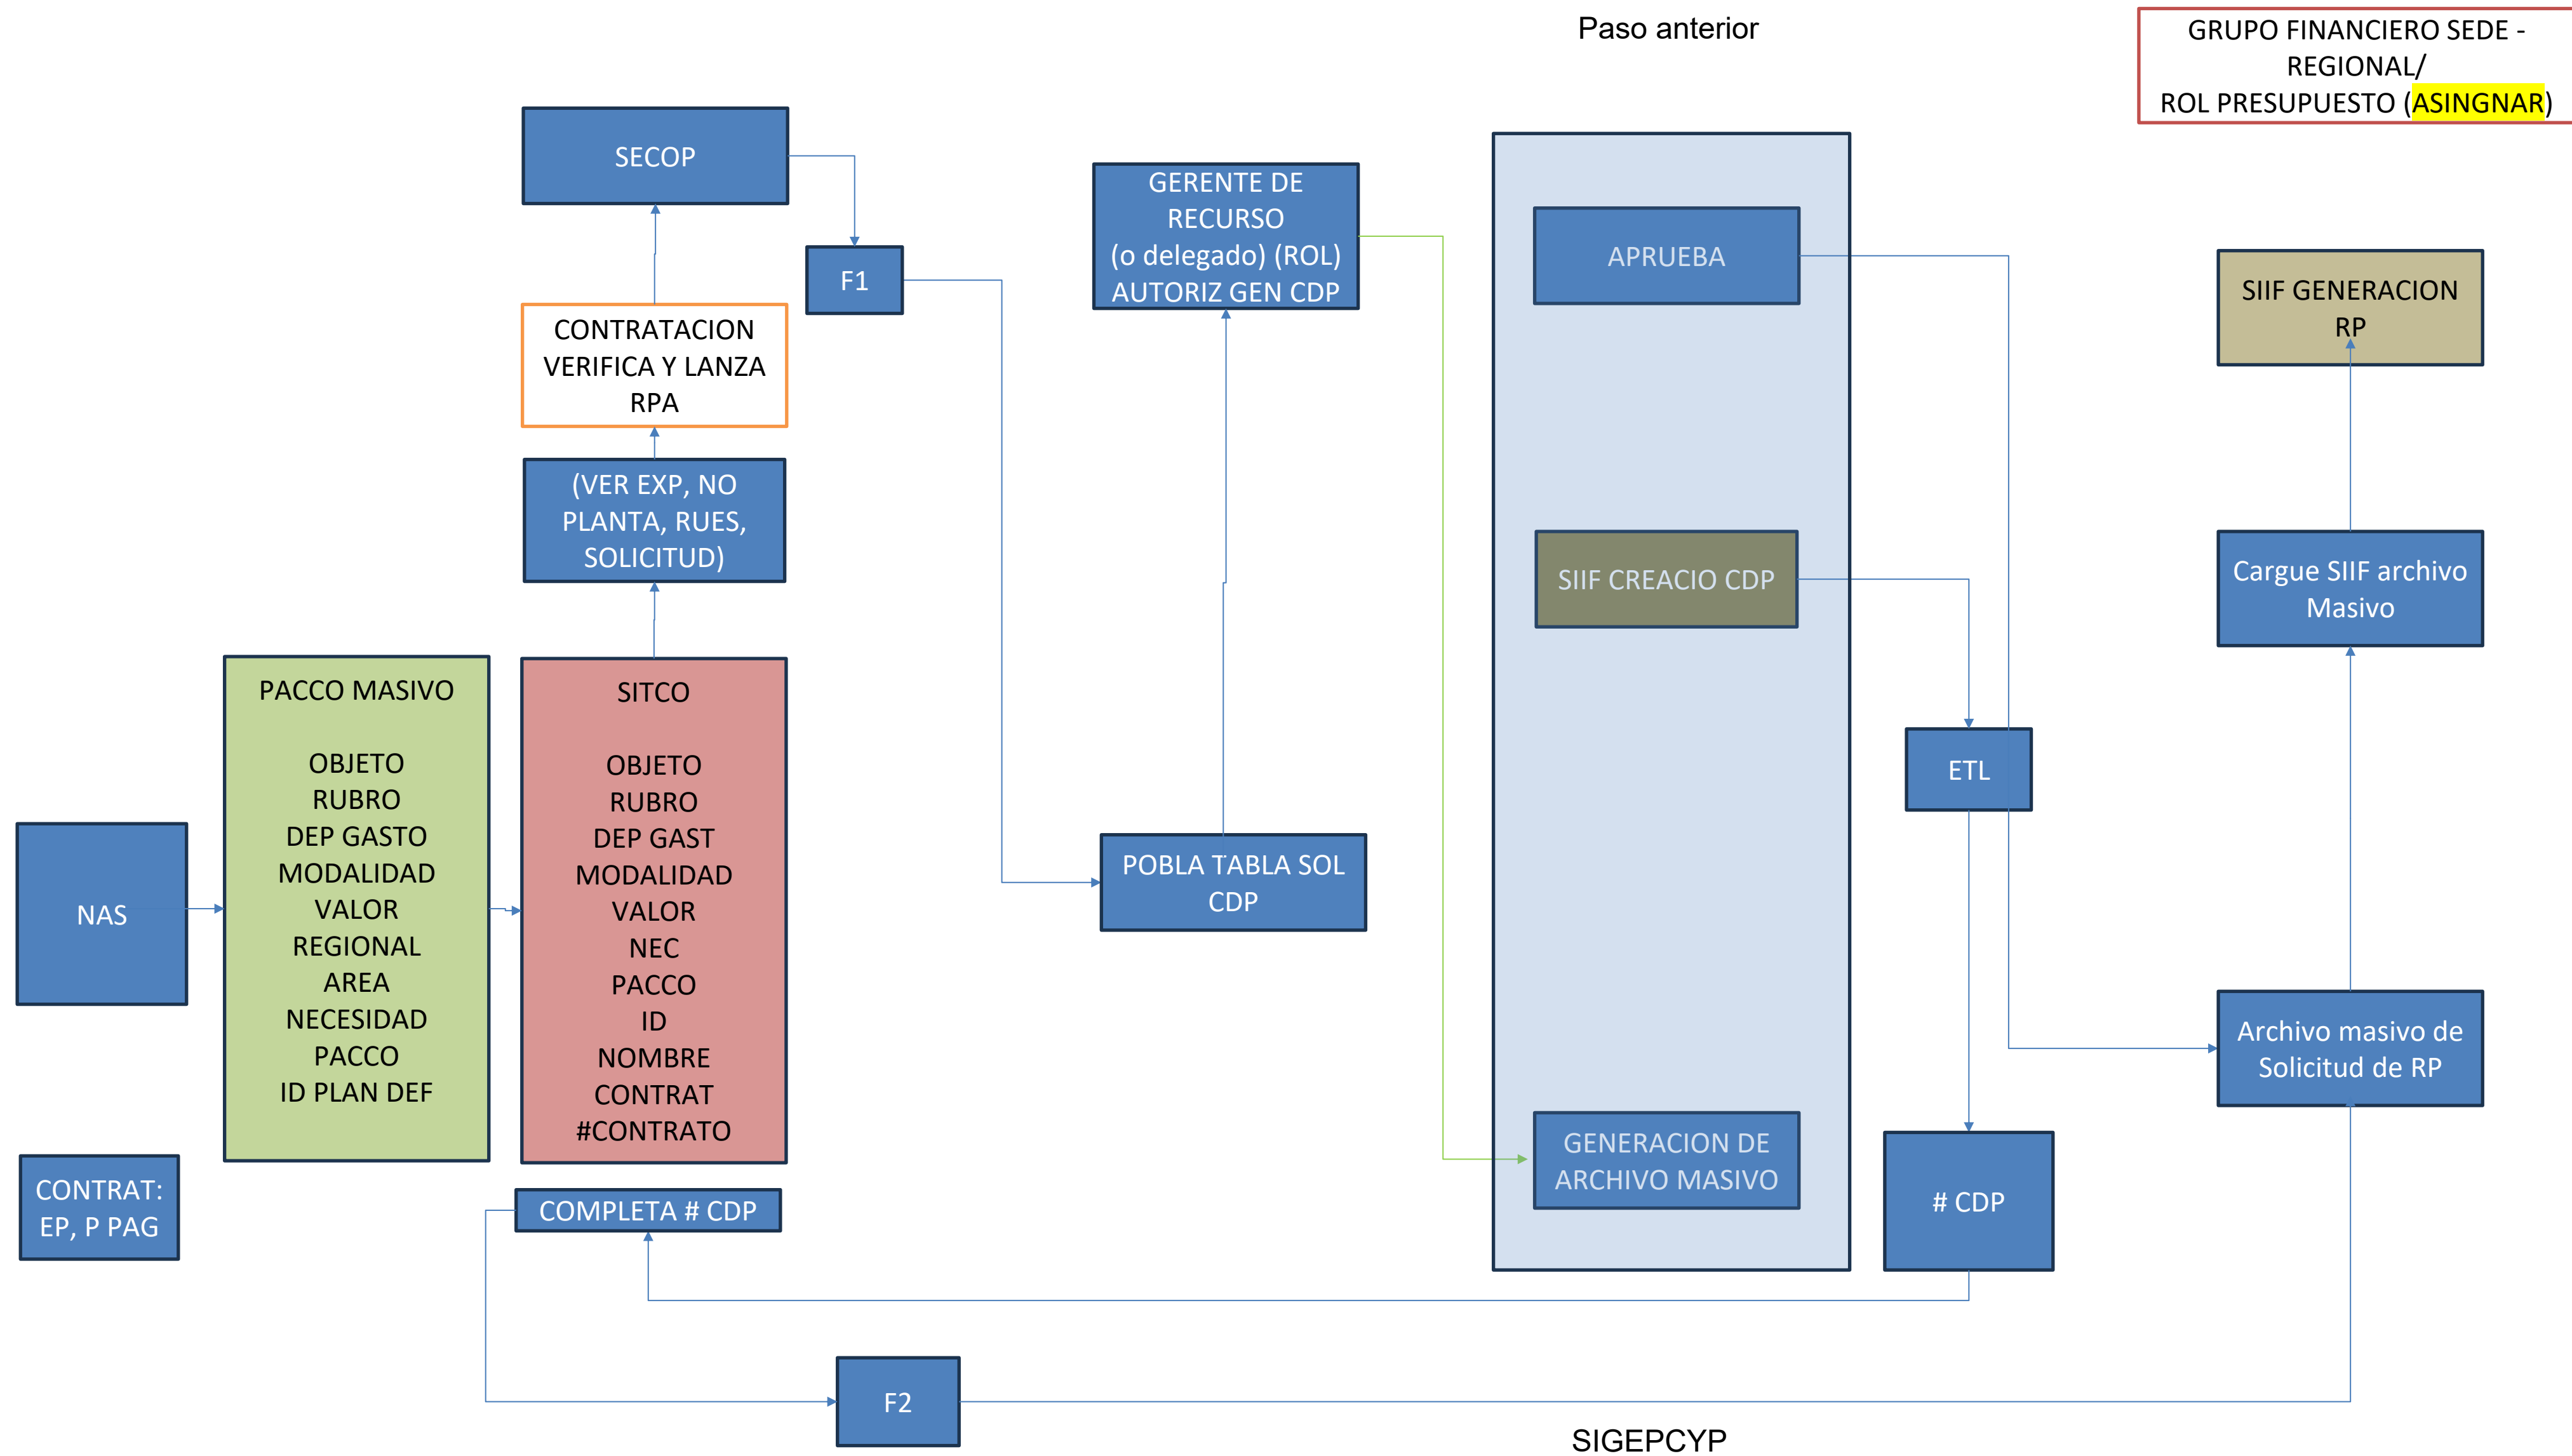 Paso anterior
GRUPO FINANCIERO SEDE -
REGIONAL/
ROL PRESUPUESTO (ASINGNAR)
SECOP
F1
CONTRATACION
VERIFICA Y LANZA
RPA
(VER EXP, NO
PLANTA, RUES,
SOLICITUD)
GERENTE DE
RECURSO
(o delegado) (ROL)
AUTORIZ GEN CDP
APRUEBA
SIIF GENERACION
RP
SIIF CREACIO CDP
Cargue SIIF archivo
Masivo
NAS
PACCO MASIVO
OBJETO
RUBRO
DEP GASTO
MODALIDAD
VALOR
REGIONAL
AREA
NECESIDAD
PACCO
ID PLAN DEF
SITCO
OBJETO
RUBRO
DEP GAST
MODALIDAD
VALOR
NEC
PACCO
ID
NOMBRE
CONTRAT
#CONTRATO
POBLA TABLA SOL
CDP
ETL
Archivo masivo de
Solicitud de RP
CONTRAT:
EP, P PAG
COMPLETA # CDP
GENERACION DE
ARCHIVO MASIVO
# CDP
F2
SIGEPCYP